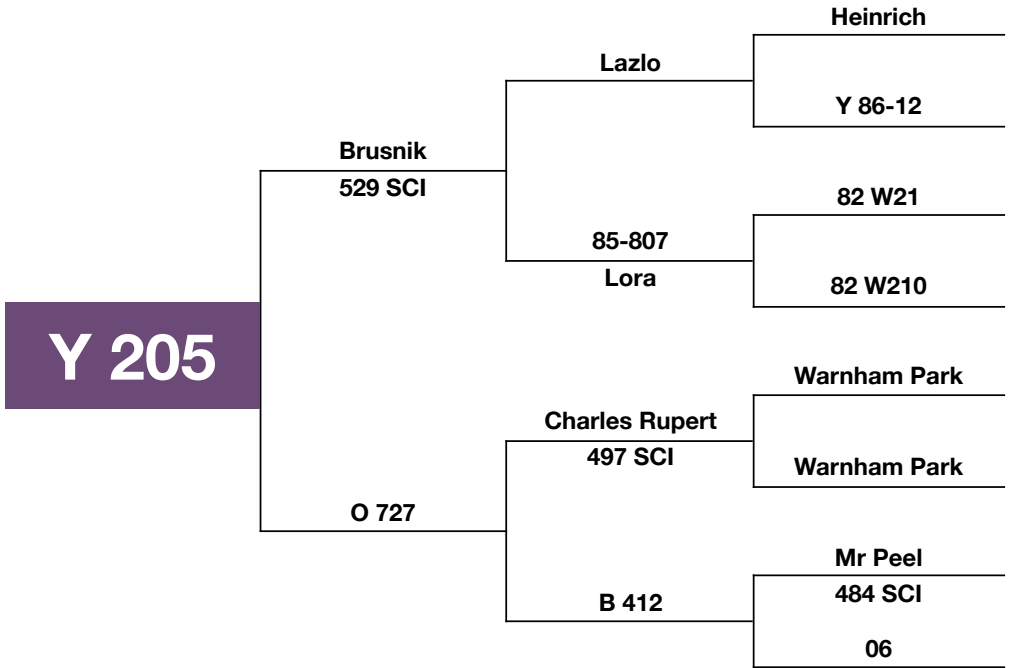 Heinrich
Lazlo
Y 86-12
Brusnik
529 SCI
82 W21
85-807
Lora
82 W210
Y 205
Warnham Park
Charles Rupert
497 SCI
Warnham Park
O 727
Mr Peel
484 SCI
B 412
06